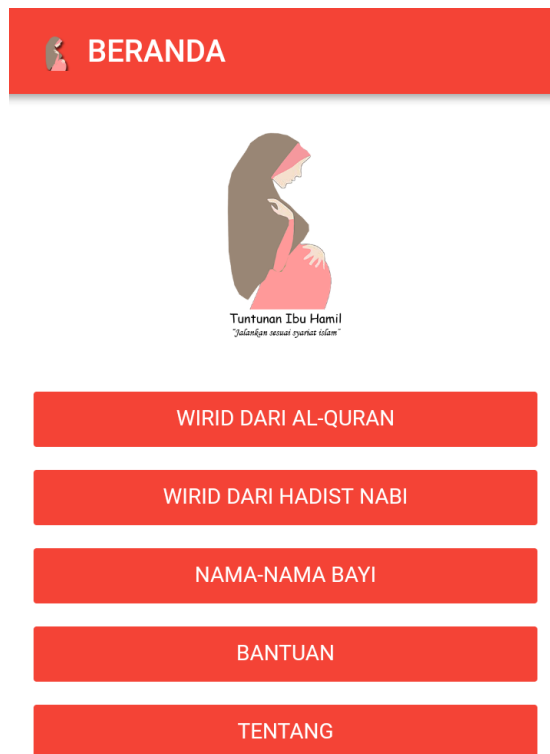 BERANDA
Tuntunan Ibu Hamil
"Jalankan sesuai syariat islam"
WIRID DARI AL-QURAN
WIRID DARI HADIST NABI
NAMA-NAMA BAYI
BANTUAN
TENTANG